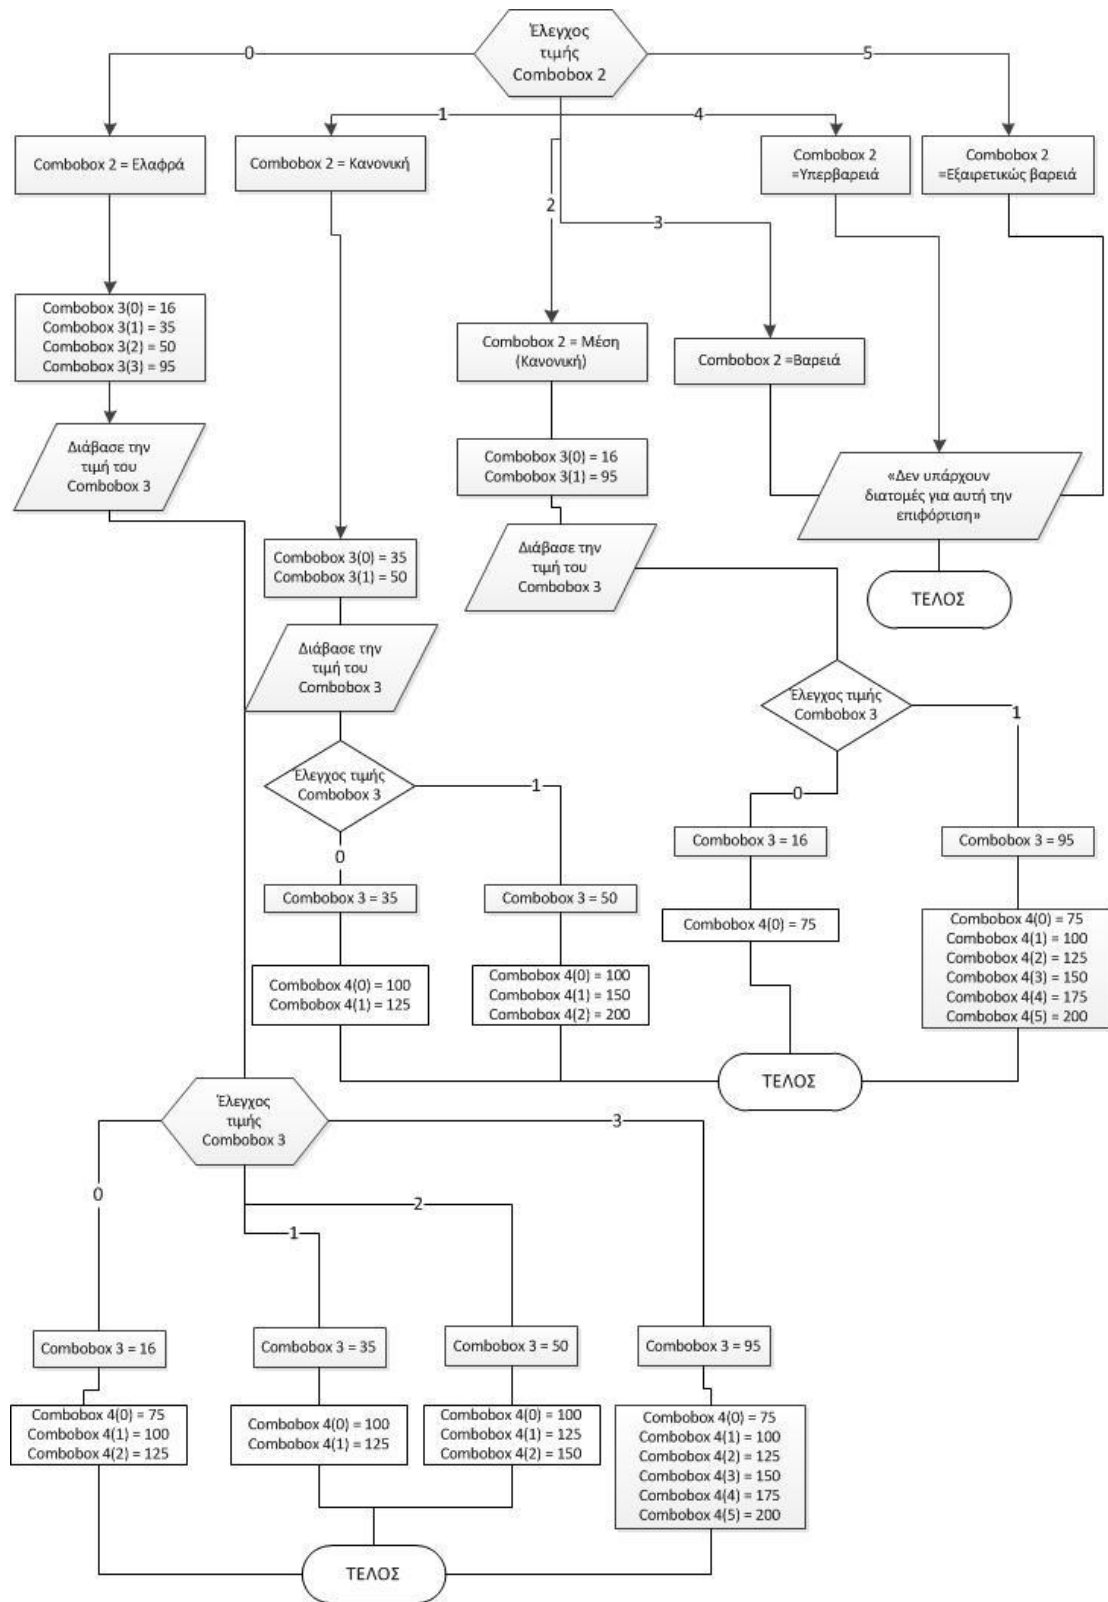 Έλεγχος
τιμής
Combobox 2
0
5
1
4
Combobox 2 = Ελαφρά
Combobox 2 = Κανονική
Combobox 2
=Υπερβαρειά
Combobox 2
=Εξαιρετικώς βαρειά
2
3
Combobox 3(0) = 16
Combobox 3(1) = 35
Combobox 3(2) = 50
Combobox 3(3) = 95
Combobox 2 = Μέση
(Κανονική)
Combobox 2 =Βαρειά
Διάβασε την
τιμή του
Combobox 3
Combobox 3(0) = 16
Combobox 3(1) = 95
«Δεν υπάρχουν
διατομές για αυτή την
επιφόρτιση»
Combobox 3(0) = 35
Combobox 3(1) = 50
Διάβασε την
τιμή του
Combobox 3
ΤΕΛΟΣ
Διάβασε την
τιμή του
Combobox 3
Έλεγχος τιμής
Combobox 3
1
0
Έλεγχος τιμής
Combobox 3
1
0
Combobox 3 = 16
Combobox 3 = 95
Combobox 3 = 35
Combobox 3 = 50
Combobox 4(0) = 75
Combobox 4(0) = 75
Combobox 4(1) = 100
Combobox 4(2) = 125
Combobox 4(3) = 150
Combobox 4(4) = 175
Combobox 4(5) = 200
Combobox 4(0) = 100
Combobox 4(1) = 125
Combobox 4(0) = 100
Combobox 4(1) = 150
Combobox 4(2) = 200
ΤΕΛΟΣ
Έλεγχος
τιμής
Combobox 3
3
0
2
1
Combobox 3 = 16
Combobox 3 = 35
Combobox 3 = 50
Combobox 3 = 95
Combobox 4(0) = 75
Combobox 4(1) = 100
Combobox 4(2) = 125
Combobox 4(0) = 100
Combobox 4(1) = 125
Combobox 4(0) = 100
Combobox 4(1) = 125
Combobox 4(2) = 150
Combobox 4(0) = 75
Combobox 4(1) = 100
Combobox 4(2) = 125
Combobox 4(3) = 150
Combobox 4(4) = 175
Combobox 4(5) = 200
ΤΕΛΟΣ